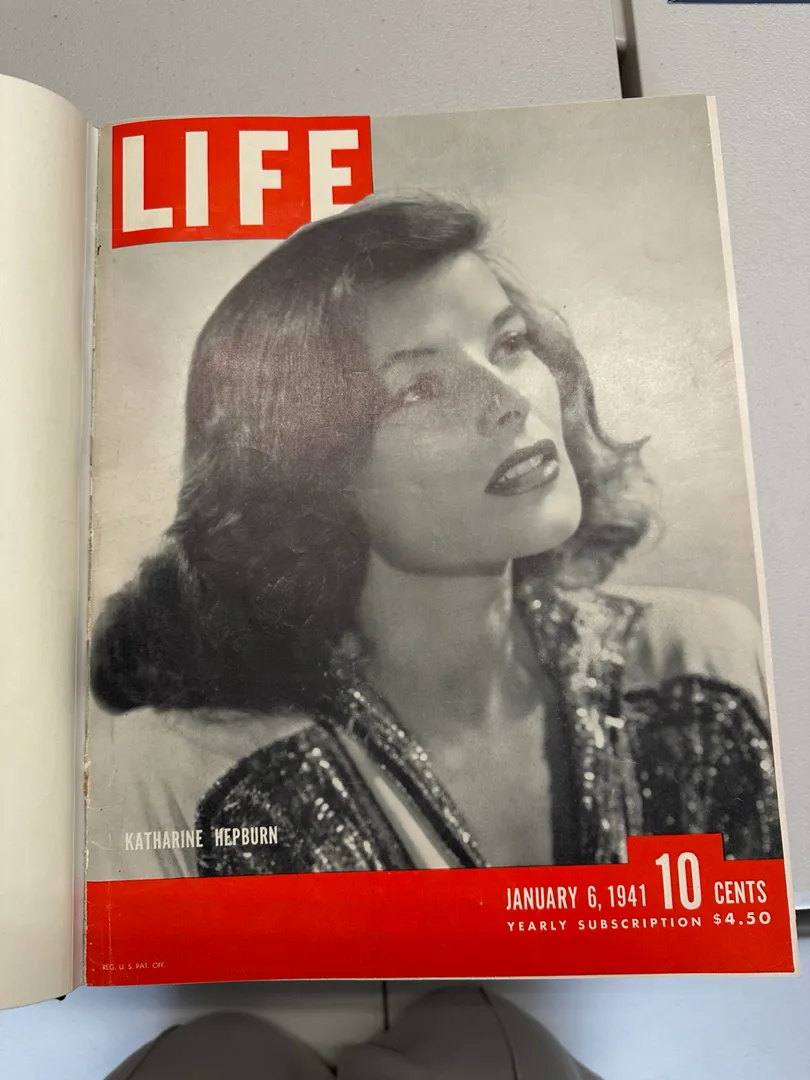 LIFE
KATHARINE HEPBURN
JANUARY 6, 1941 10 CENTS
YEARLY SUBSCRIPTION $4.50
REG. U. S. PAT. OFF.